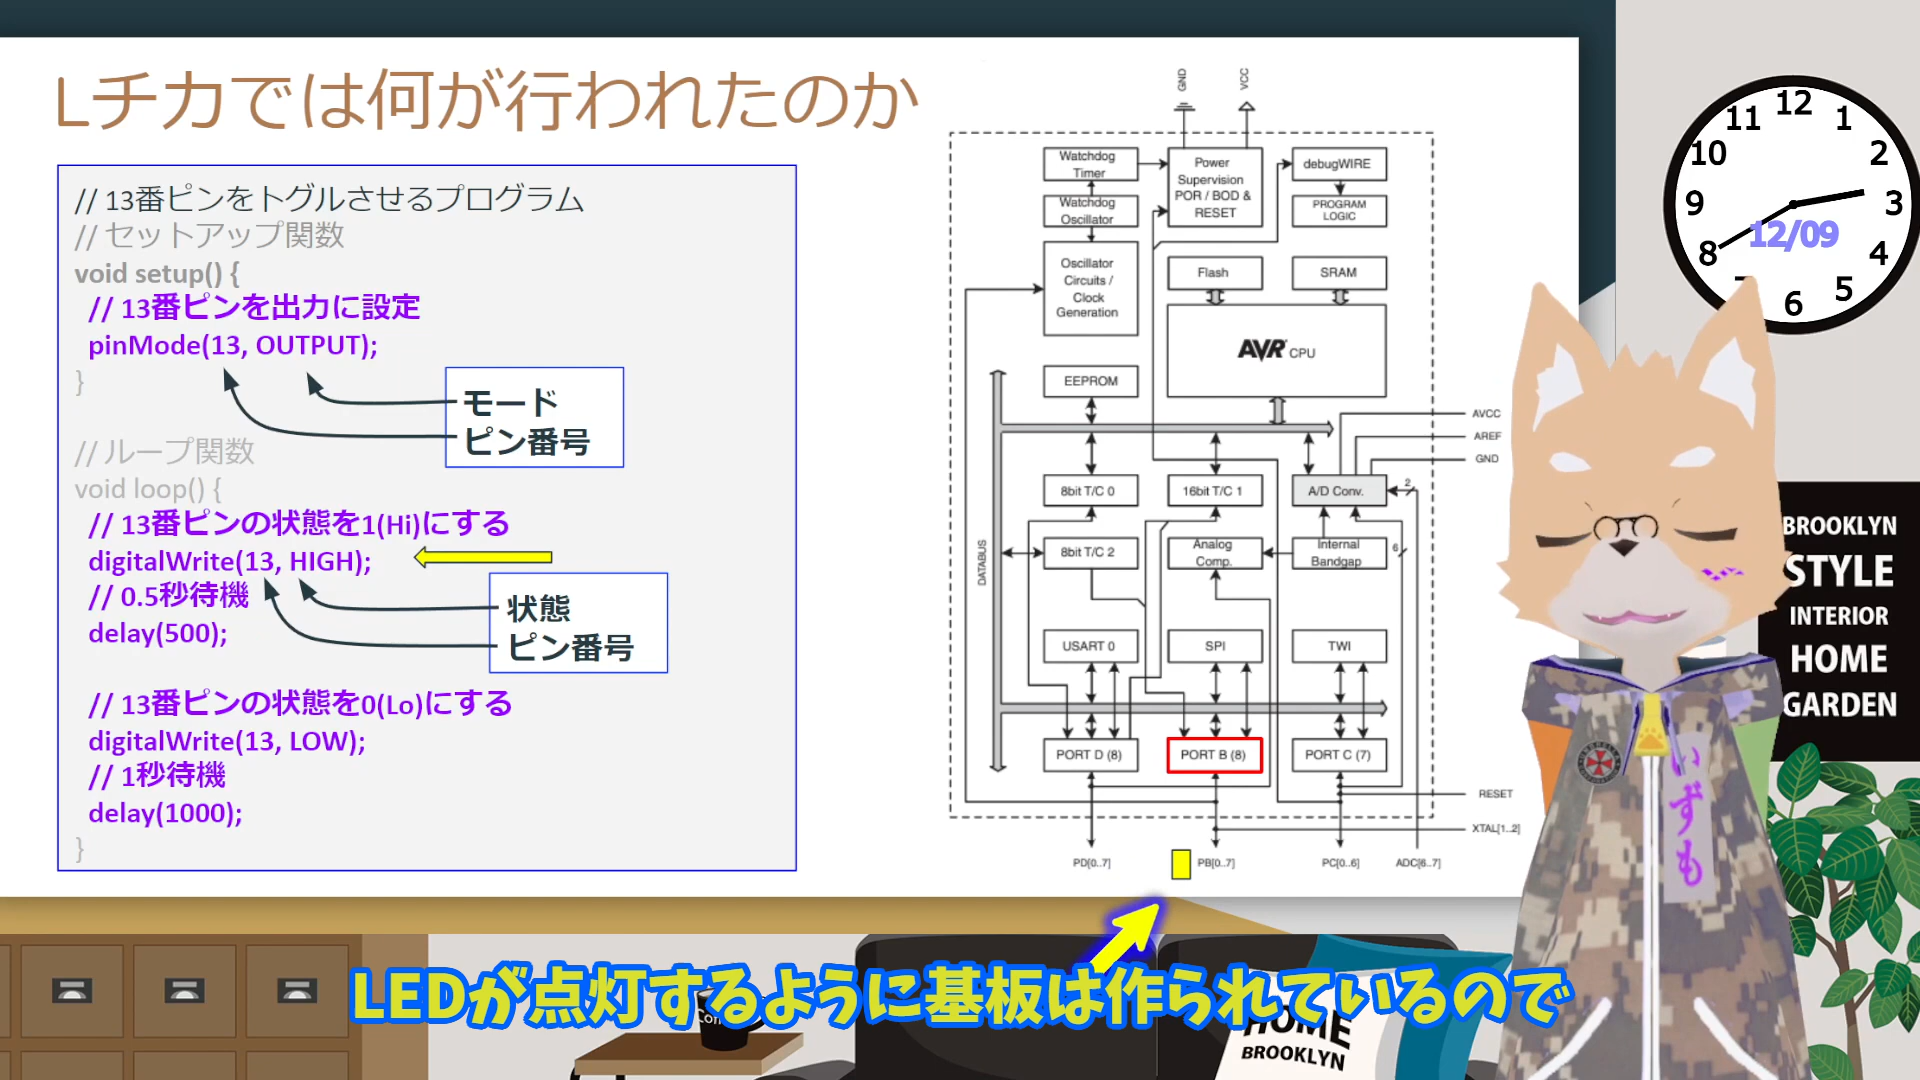 Lチカでは何が行われたのか
// 13番ピンをトグルさせるプログラム
// セットアップ関数
void setup() {
// 13番ピンを出力に設定
pinMode(13, OUTPUT);
}
モード
ピン番号
// ループ関数
void loop() {
// 13番ピンの状態を1(Hi)にする
digitalWrite(13, HIGH);
// 0.5秒待機
delay(500);
状態
ピン番号
// 13番ピンの状態を0(Lo)にする
digitalWrite(13, LOW);
// 1秒待機
delay(1000);
}
GND
VCC
Watchdog
Timer
Power
Supervision
POR / BOD &
RESET
debugWIRE
Watchdog
Oscillator
PROGRAM
LOGIC
Oscillator
Circuits /
Clock
Generation
Flash
SRAM
AVR CPU
EEPROM
AVCC
AREF
GND
8bit T/C 0
16bit T/C 1
A/D Conv.
2
DATABUS
8bit T/C 2
Analog
Comp.
Internal
Bandgap
6
USART 0
SPI
TWI
PORT D (8)
PORT B (8)
PORT C (7)
RESET
XTAL[1..2]
PD[0..7]
PB[0..7]
PC[0..6]
ADC[6..7]
12
1
2
3
4
5
6
8
9
10
11
12/09
BROOKLYN
STYLE
INTERIOR
HOME
GARDEN
いずも
LEDが点灯するように基板は作られているので
HOME
BROOKLYN